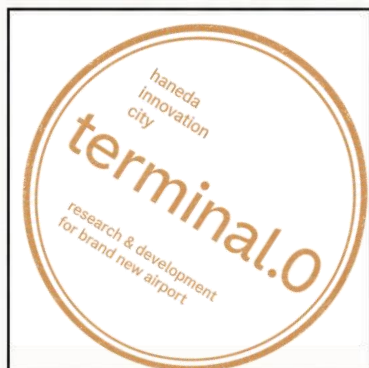 haneda
innovation
city
terminal.0
research & development
for brand new airport